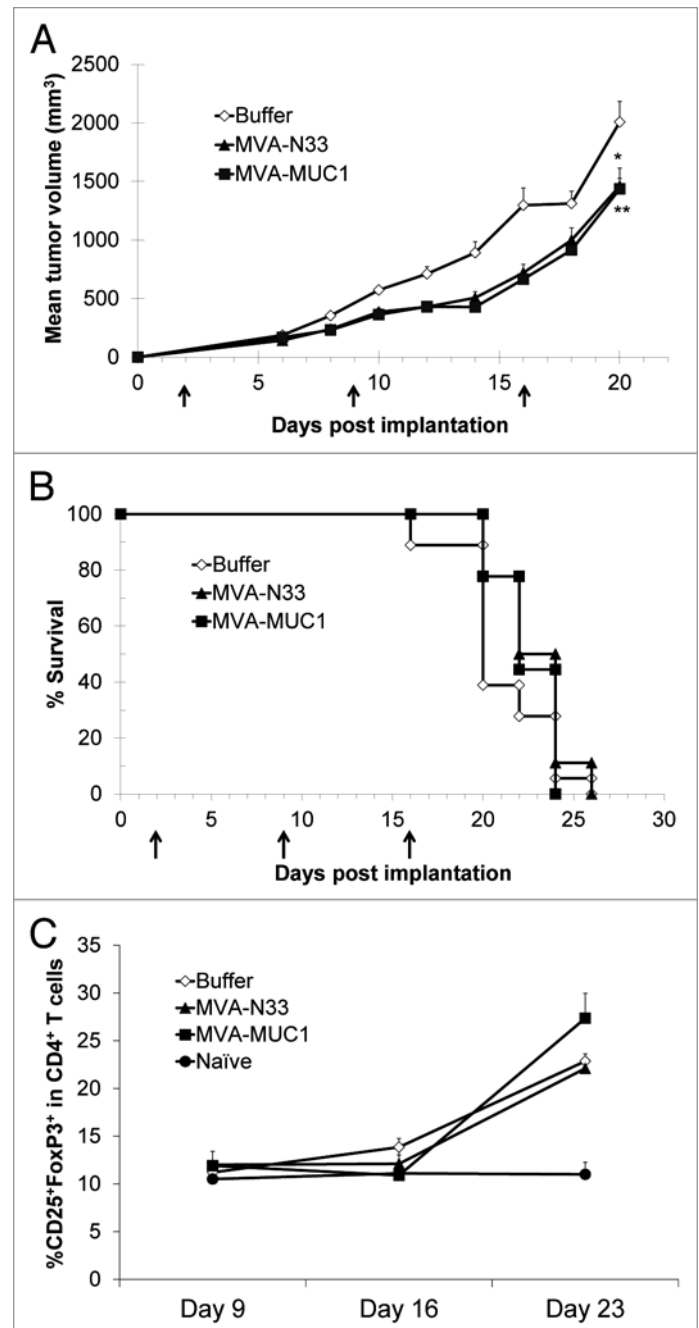 A
Mean tumor volume (mm³)
2500
2000
1500
1000
500
0
Buffer
MVA-N33
MVA-MUC1
*
**
0 5 10 15 20
Days post implantation
B
% Survival
100
80
60
40
20
0
Buffer
MVA-N33
MVA-MUC1
0 5 10 15 20 25 30
Days post implantation
C
%CD25⁺FoxP3⁺ in CD4⁺ T cells
35
30
25
20
15
10
5
0
Buffer
MVA-N33
MVA-MUC1
Naïve
Day 9 Day 16 Day 23